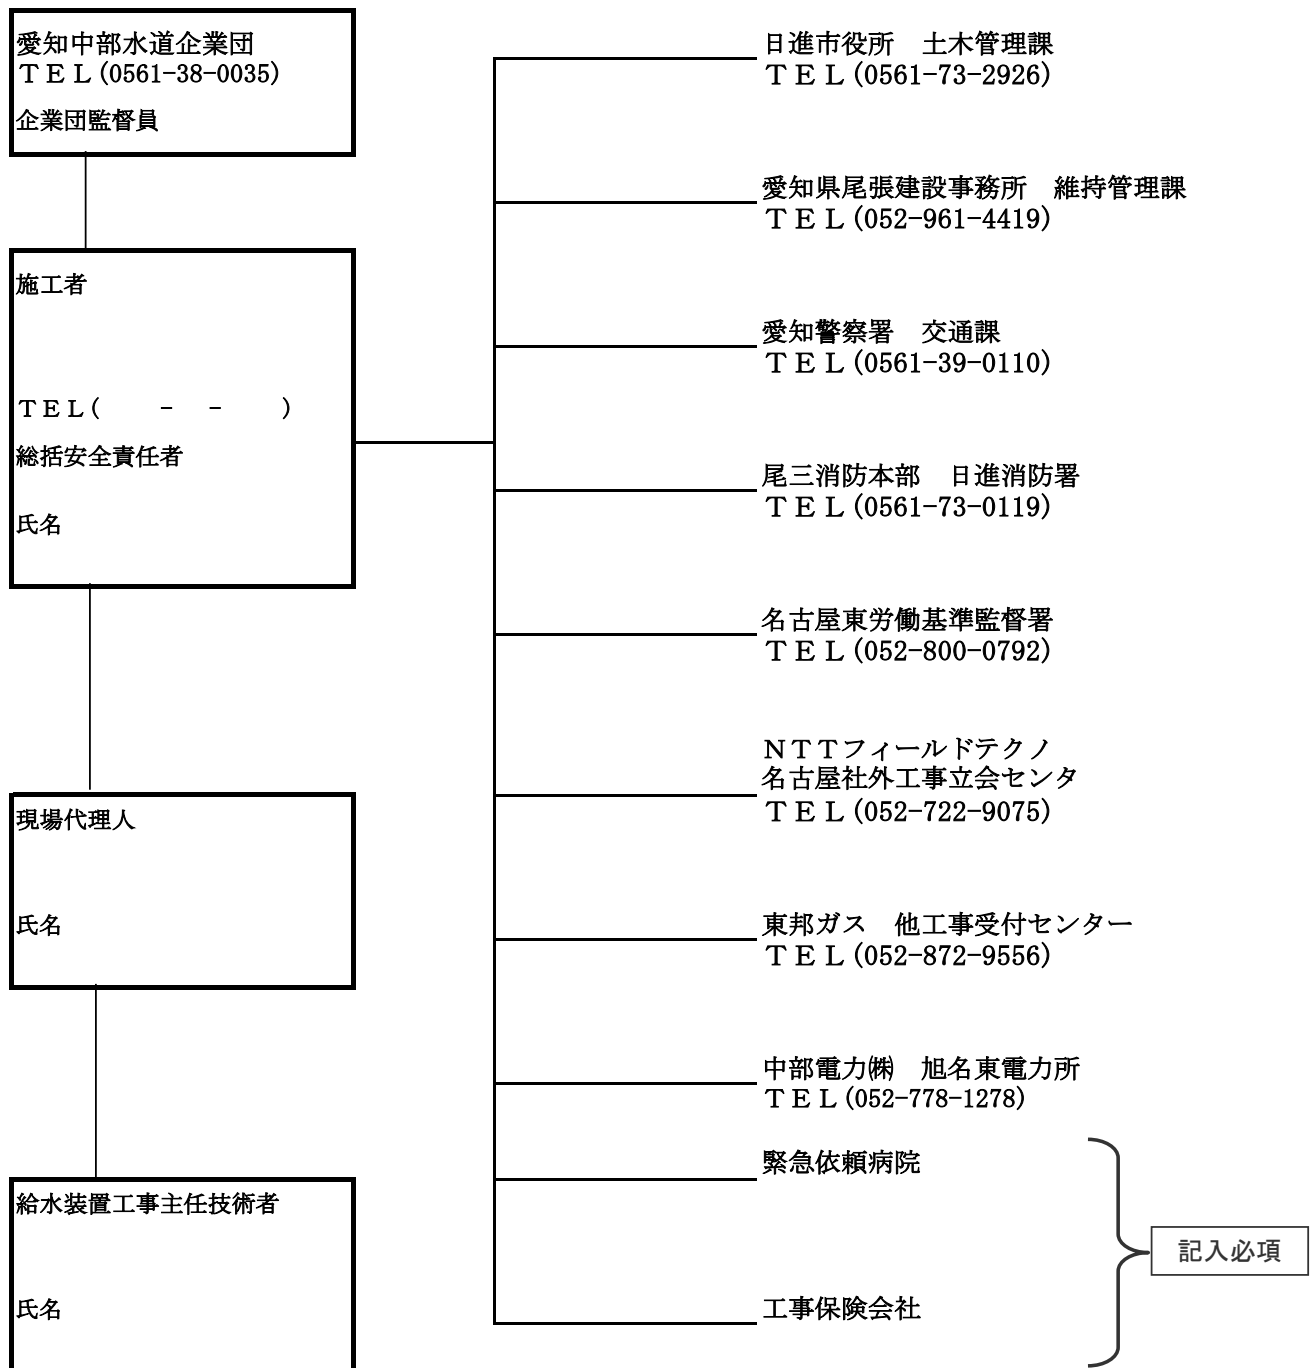 愛知中部水道企業団
ＴＥＬ(0561-38-0035)
企業団監督員
施工者
ＴＥＬ(　　-　-　　)
総括安全責任者
氏名
現場代理人
氏名
給水装置工事主任技術者
氏名
日進市役所　土木管理課
ＴＥＬ(0561-73-2926)
愛知県尾張建設事務所　維持管理課
ＴＥＬ(052-961-4419)
愛知警察署　交通課
ＴＥＬ(0561-39-0110)
尾三消防本部　日進消防署
ＴＥＬ(0561-73-0119)
名古屋東労働基準監督署
ＴＥＬ(052-800-0792)
ＮＴＴフィールドテクノ
名古屋社外工事立会センタ
ＴＥＬ(052-722-9075)
東邦ガス　他工事受付センター
ＴＥＬ(052-872-9556)
中部電力㈱　旭名東電力所
ＴＥＬ(052-778-1278)
緊急依頼病院
工事保険会社
記入必項